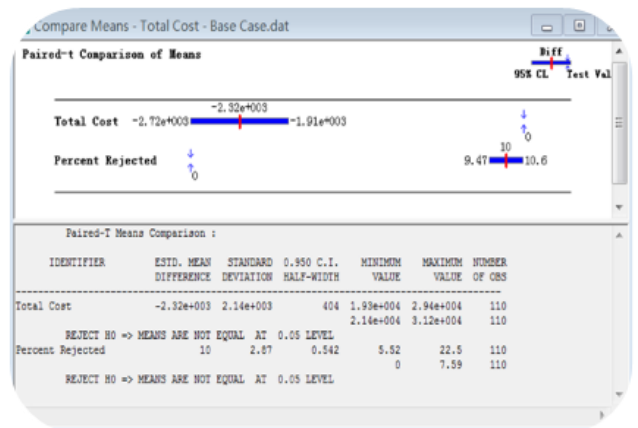 Compare Means - Total Cost - Base Case.dat
Paired-t Comparison of Means
Diff
95% CL Test Val
-2.32e+003
Total Cost -2.72e+003 -1.91e+003
0
10
Percent Rejected 9.47 10.6
0
Paired-T Means Comparison :
IDENTIFIER ESTD. MEAN STANDARD 0.950 C.I. MINIMUM MAXIMUM NUMBER
DIFFERENCE DEVIATION HALF-WIDTH VALUE VALUE OF OBS
Total Cost -2.32e+003 2.14e+003 404 1.93e+004 2.94e+004 110
2.14e+004 3.12e+004 110
REJECT H0 => MEANS ARE NOT EQUAL AT 0.05 LEVEL
Percent Rejected 10 2.87 0.542 5.52 22.5 110
0 7.59 110
REJECT H0 => MEANS ARE NOT EQUAL AT 0.05 LEVEL